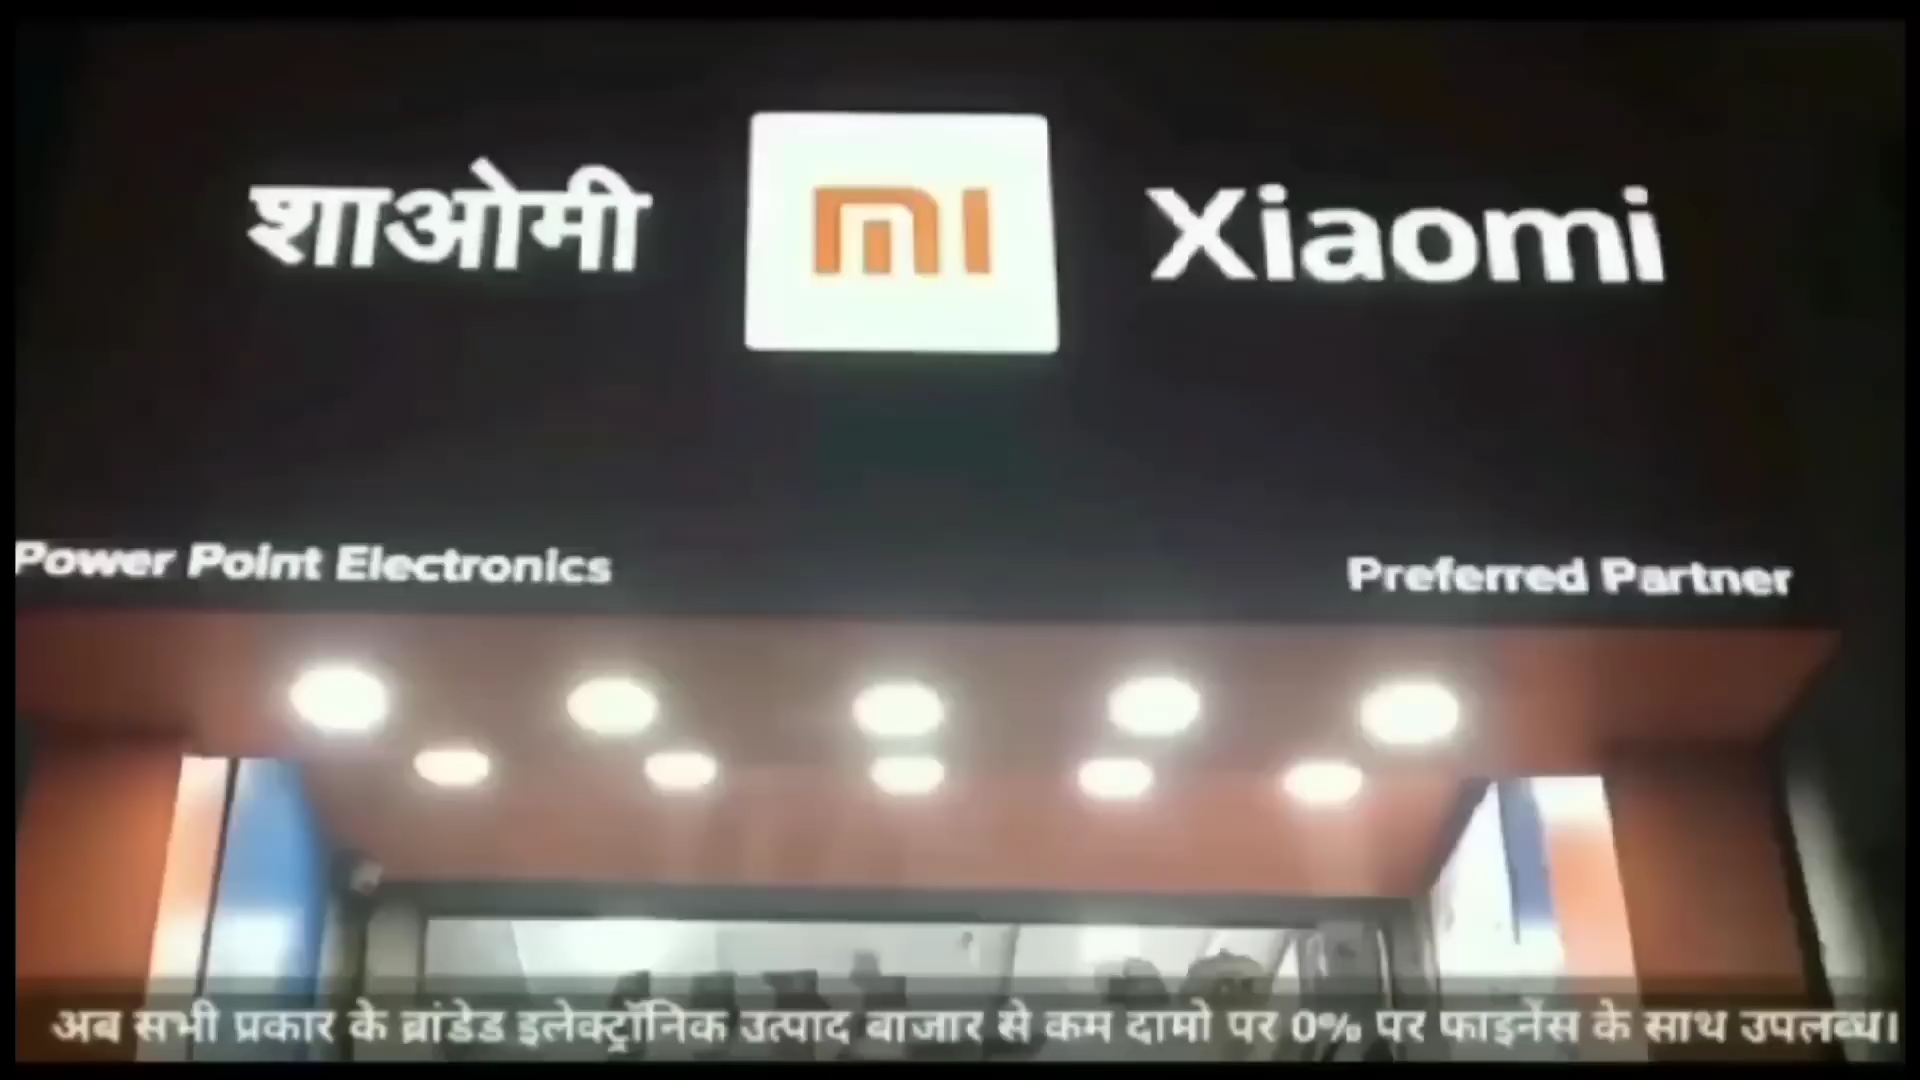 शाओमी mi Xiaomi
Power Point Electronics Preferred Partner
अब सभी प्रकार के ब्रांडेड इलेक्ट्रॉनिक उत्पाद बाजार से कम दामो पर 0% पर फाइनेंस के साथ उपलब्ध।